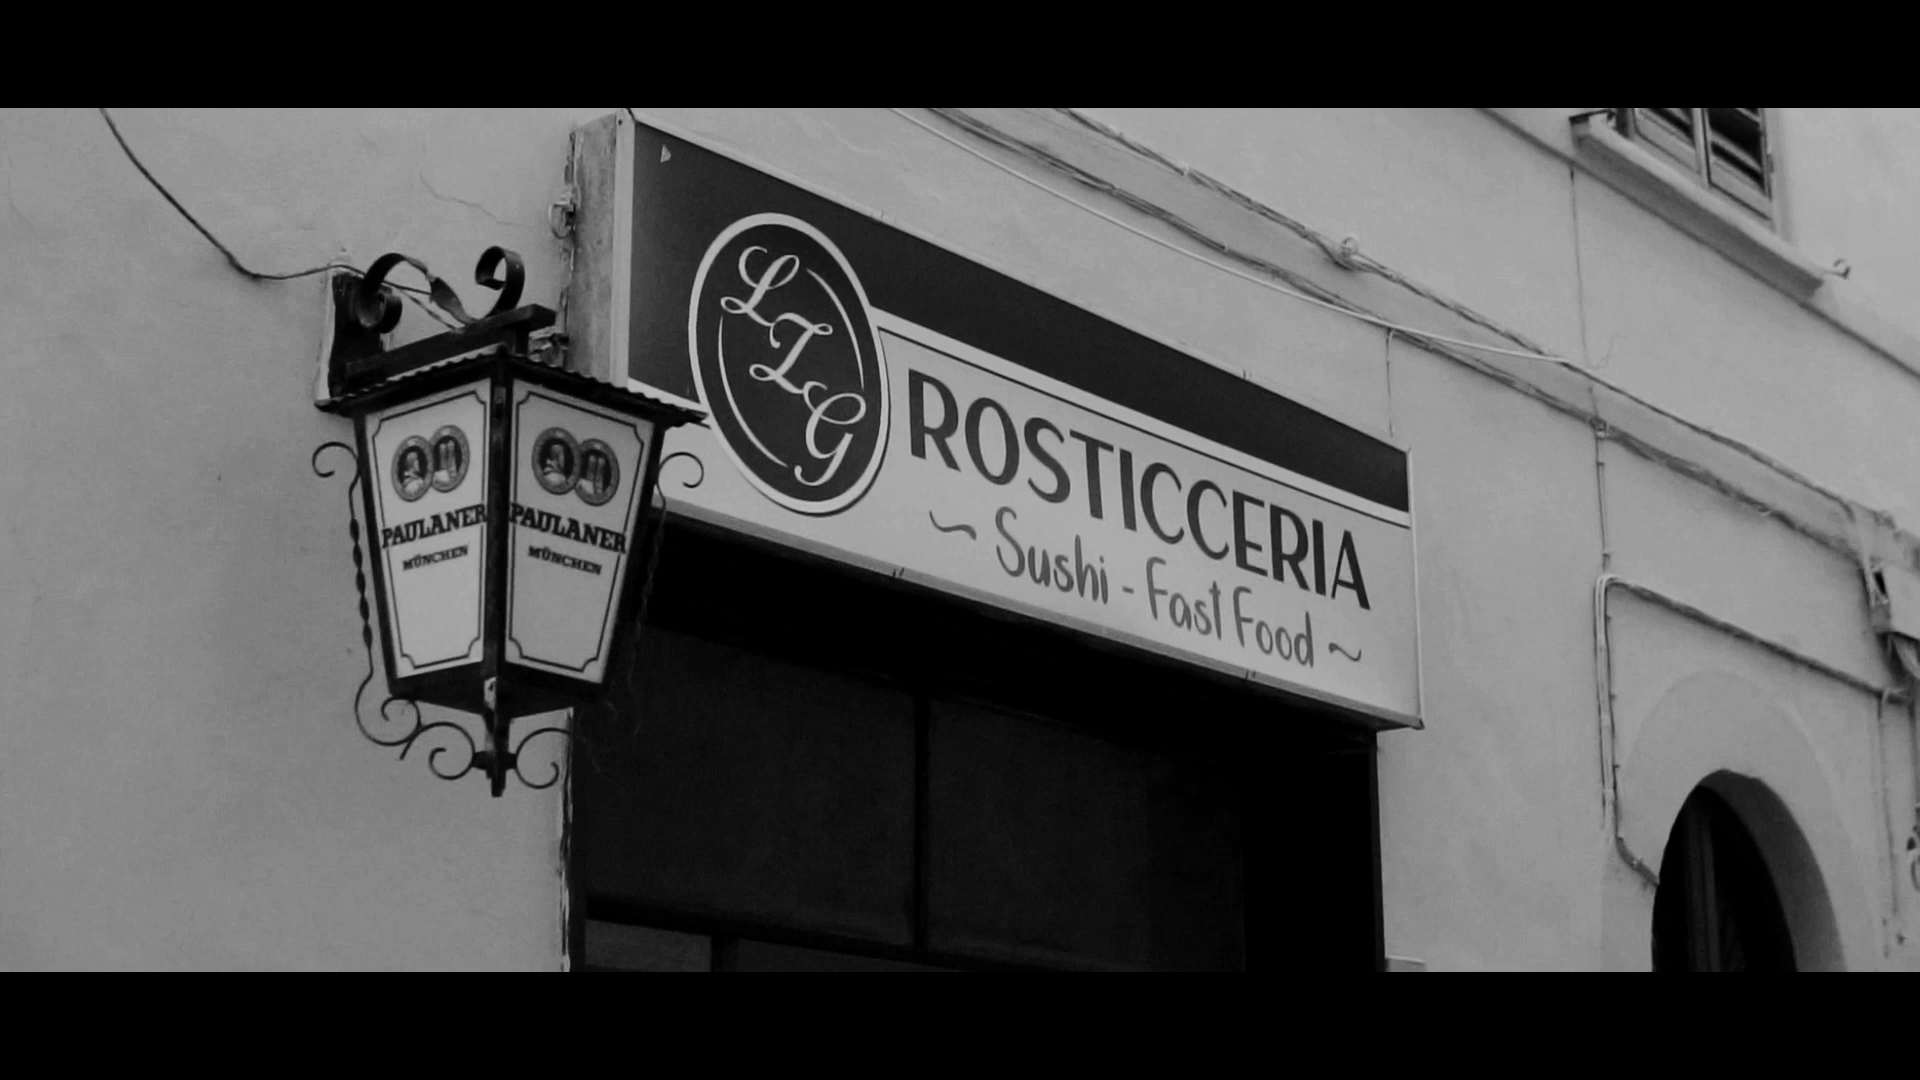 LZG
ROSTICCERIA
~ Sushi - Fast Food ~
PAULANER
MÜNCHEN
PAULANER
MÜNCHEN